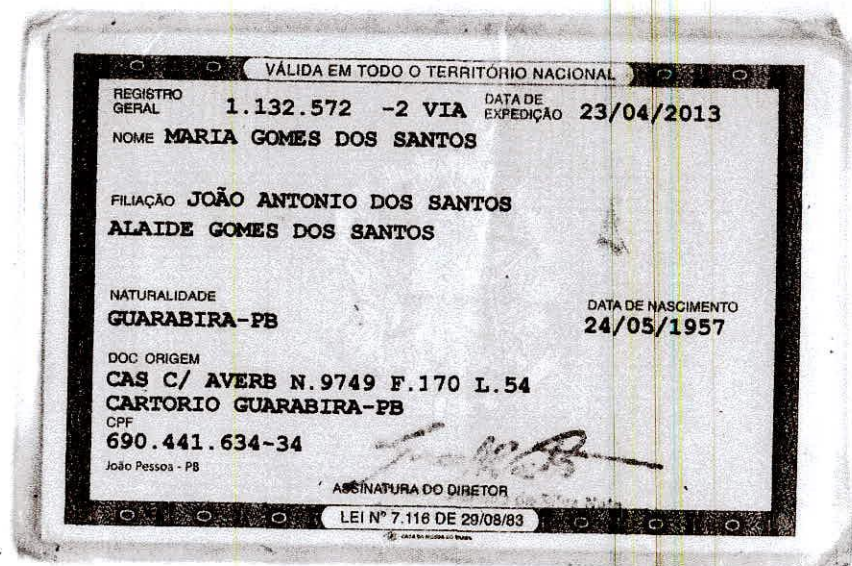 VÁLIDA EM TODO O TERRITÓRIO NACIONAL
REGISTRO GERAL 1.132.572 -2 VIA DATA DE EXPEDIÇÃO 23/04/2013
NOME MARIA GOMES DOS SANTOS
FILIAÇÃO JOÃO ANTONIO DOS SANTOS
ALAIDE GOMES DOS SANTOS
NATURALIDADE DATA DE NASCIMENTO
GUARABIRA-PB 24/05/1957
DOC ORIGEM
CAS C/ AVERB N.9749 F.170 L.54
CARTORIO GUARABIRA-PB
CPF
690.441.634-34
João Pessoa - PB
ASSINATURA DO DIRETOR
LEI Nº 7.116 DE 29/08/83